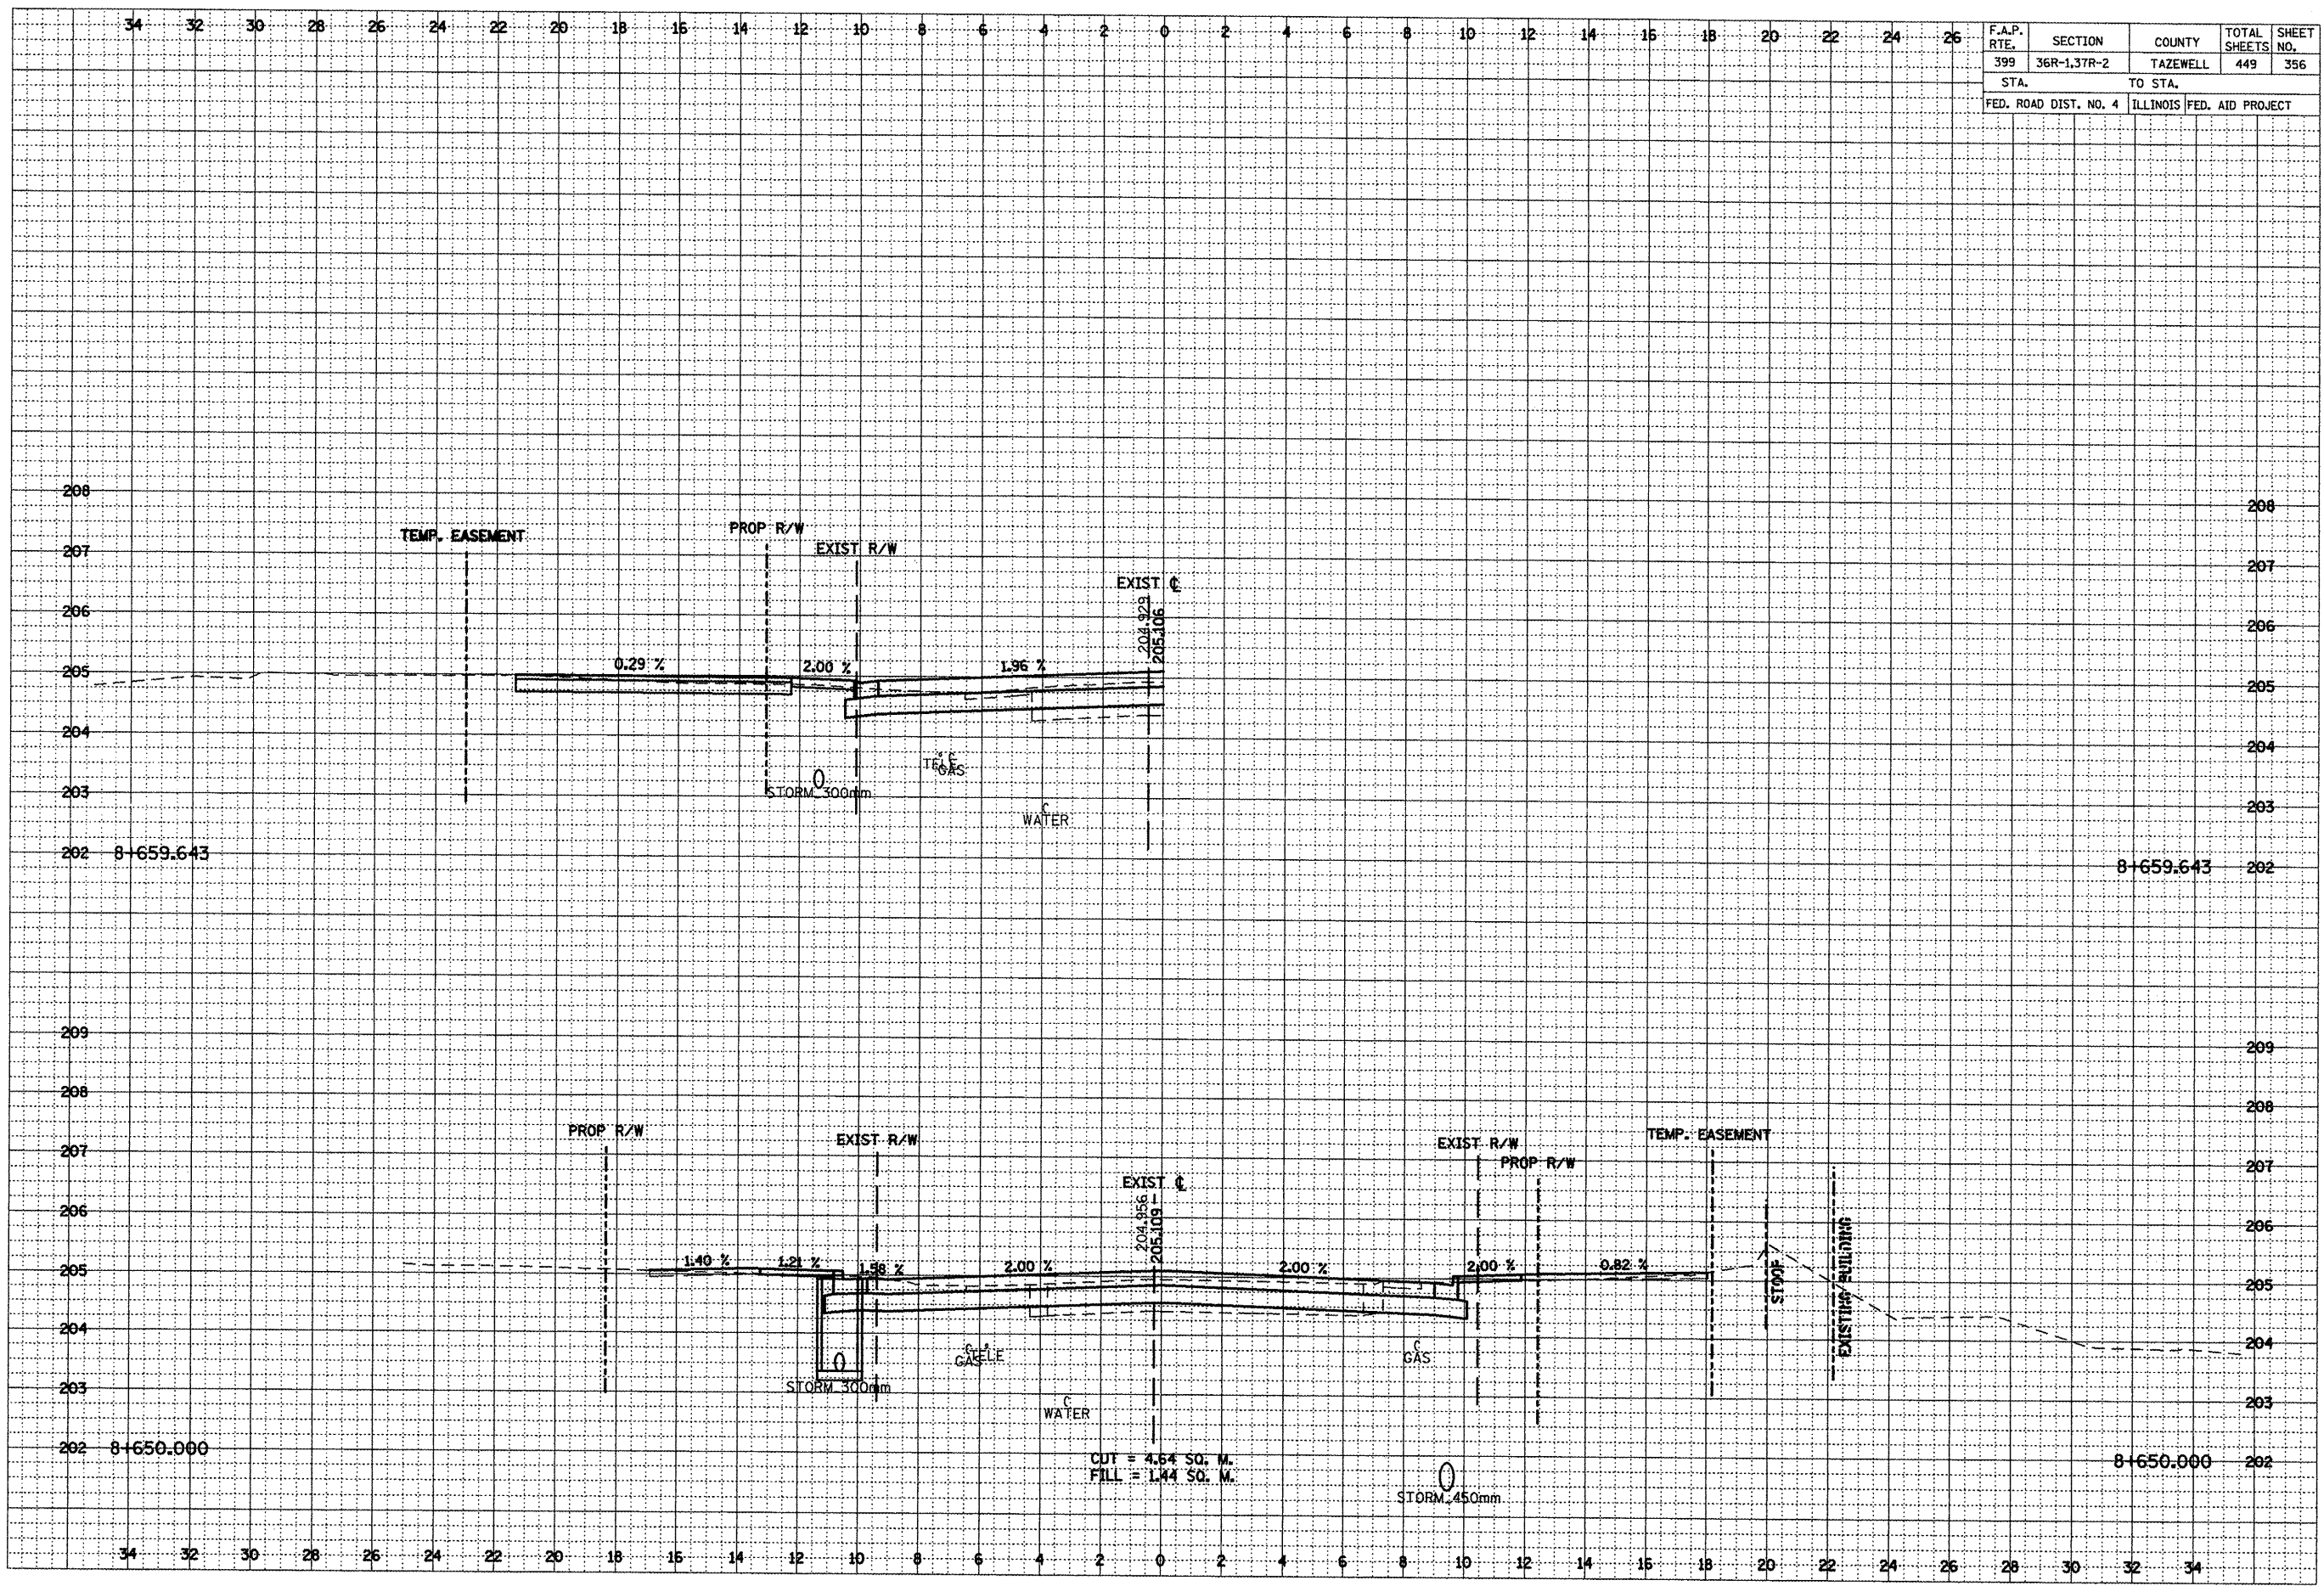 34 32 30 28 26 24 22 20 18 16 14 12 10 8 6 4 2 0 2 4 6 8 10 12 14 16 18 20 22 24 26
F.A.P. RTE. SECTION COUNTY TOTAL SHEETS SHEET NO.
399 36R-1,37R-2 TAZEWELL 449 356
STA. TO STA.
FED. ROAD DIST. NO. 4 ILLINOIS FED. AID PROJECT
208 208
TEMP. EASEMENT PROP R/W
207 EXIST R/W 207
EXIST ℄
206 204.929 205.106 206
205 0.29 % 2.00 % 1.96 % 205
204 204
TELE GAS
203 STORM_300mm 203
WATER
202 8+659.643 8+659.643 202
209 209
208 208
PROP R/W EXIST R/W EXIST R/W TEMP. EASEMENT
207 PROP R/W 207
EXIST ℄
206 204.956 205.109 206
205 1.40 % 1.21 % 1.58 % 2.00 % 2.00 % 2.00 % 0.82 % 205
STOOP
EXISTING BUILDING
204 204
GAS TELE GAS
203 STORM_300mm 203
WATER
202 8+650.000 8+650.000 202
CUT = 4.64 SQ. M.
FILL = 1.44 SQ. M.
STORM_450mm
34 32 30 28 26 24 22 20 18 16 14 12 10 8 6 4 2 0 2 4 6 8 10 12 14 16 18 20 22 24 26 28 30 32 34